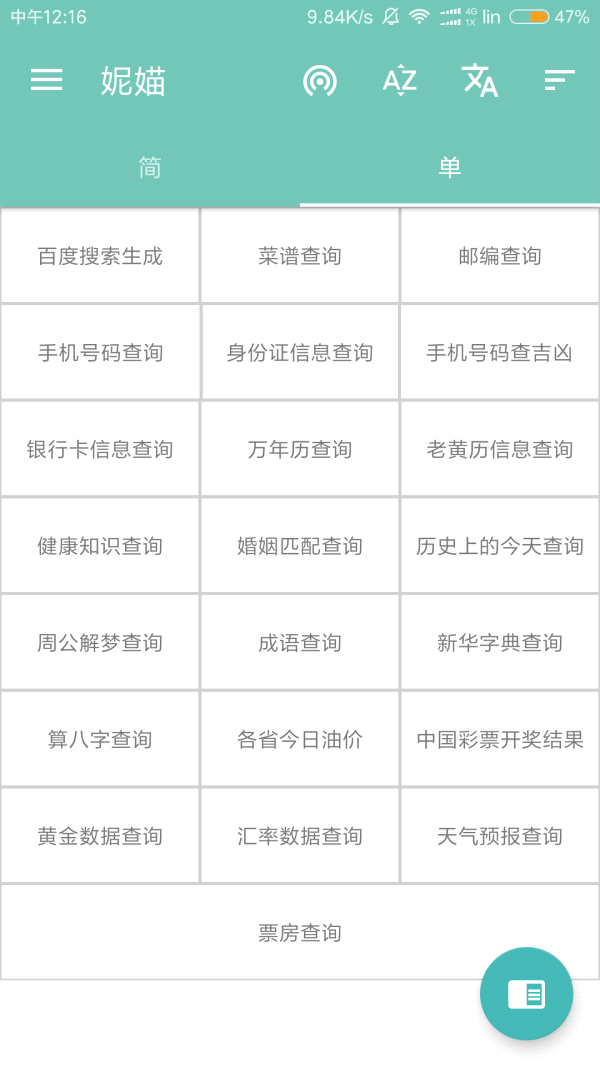 中午12:16 9.84K/s 4G 1X lin 47%
妮媌 AZ 文A
简 单
百度搜索生成 菜谱查询 邮编查询
手机号码查询 身份证信息查询 手机号码查吉凶
银行卡信息查询 万年历查询 老黄历信息查询
健康知识查询 婚姻匹配查询 历史上的今天查询
周公解梦查询 成语查询 新华字典查询
算八字查询 各省今日油价 中国彩票开奖结果
黄金数据查询 汇率数据查询 天气预报查询
票房查询